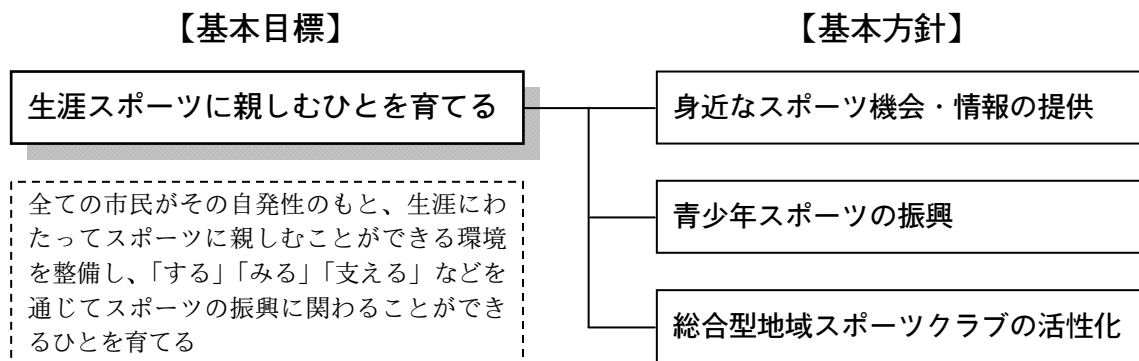 【基本目標】
【基本方針】
生涯スポーツに親しむひとを育てる
身近なスポーツ機会・情報の提供
全ての市民がその自発性のもと、生涯にわ
たってスポーツに親しむことができる環境
を整備し、「する」「みる」「支える」などを
通じてスポーツの振興に関わることができ
るひとを育てる
青少年スポーツの振興
総合型地域スポーツクラブの活性化